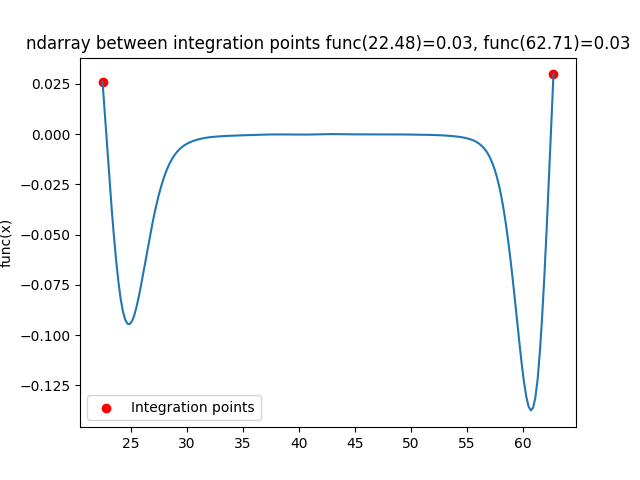 ndarray between integration points func(22.48)=0.03, func(62.71)=0.03
0.025
0.000
−0.025
−0.050
−0.075
−0.100
−0.125
func(x)
Integration points
25 30 35 40 45 50 55 60